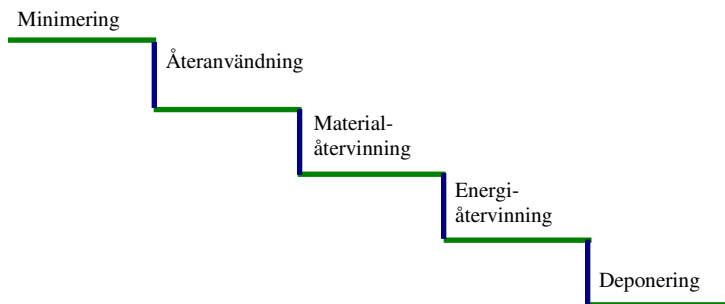 Minimering
Återanvändning
Material-
återvinning
Energi-
återvinning
Deponering